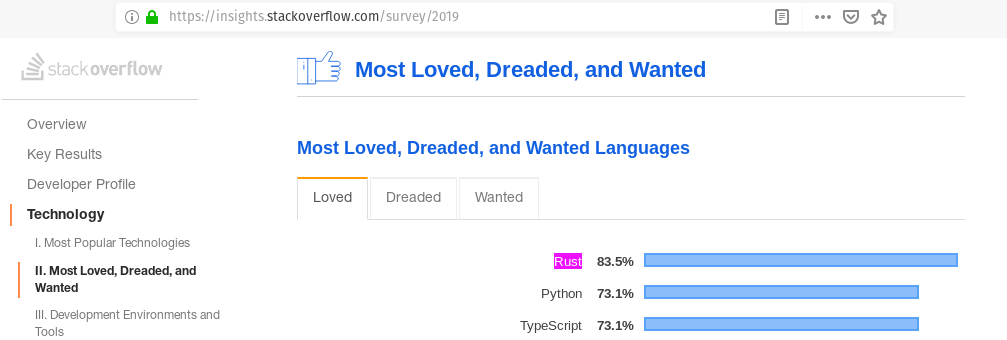 https://insights.stackoverflow.com/survey/2019
stackoverflow
Overview
Key Results
Developer Profile
Technology
I. Most Popular Technologies
II. Most Loved, Dreaded, and
Wanted
III. Development Environments and
Tools
Most Loved, Dreaded, and Wanted
Most Loved, Dreaded, and Wanted Languages
Loved Dreaded Wanted
Rust 83.5%
Python 73.1%
TypeScript 73.1%